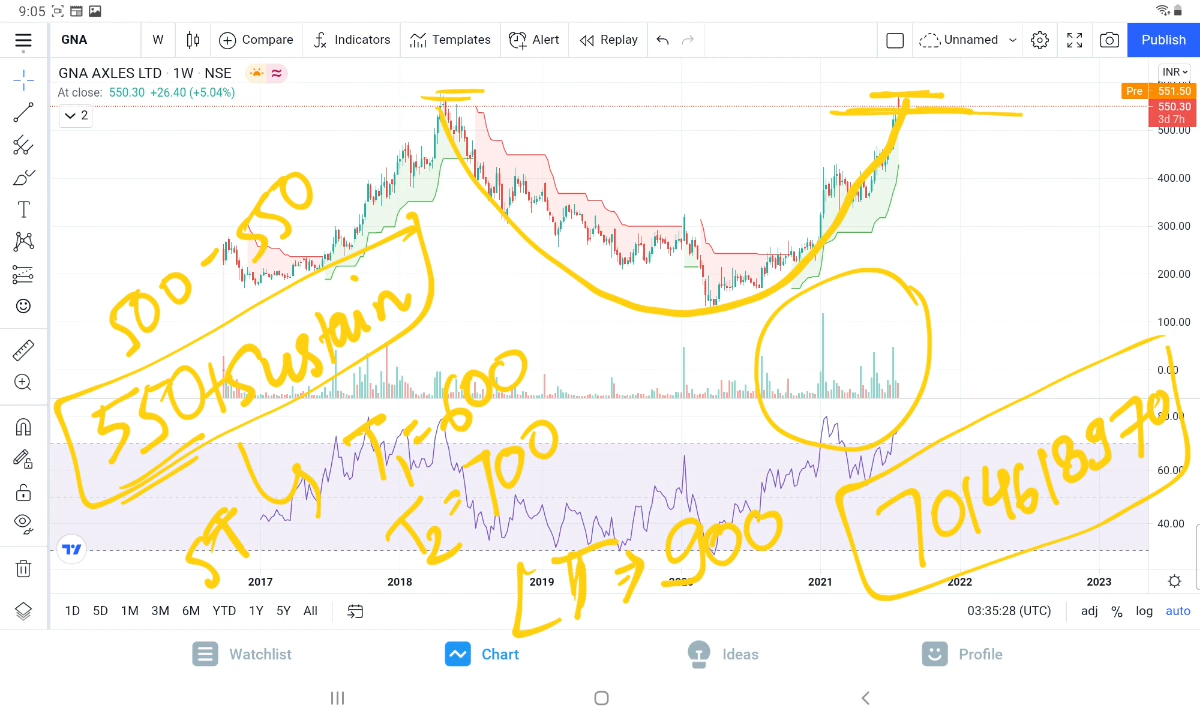 9:05
GNA
W
Compare
Indicators
Templates
Alert
Replay
Unnamed
Publish
GNA AXLES LTD · 1W · NSE
At close: 550.30 +26.40 (+5.04%)
2
INR
Pre 551.50
550.30
3d 7h
500.00
400.00
300.00
200.00
100.00
0.00
80.00
60.00
40.00
500 - 550
550+ Sustain
T1 = 600
T2 = 700
ST
LT ⇒ 900
7014618970
2017 2018 2019 2020 2021 2022 2023
1D 5D 1M 3M 6M YTD 1Y 5Y All
03:35:28 (UTC) adj % log auto
Watchlist Chart Ideas Profile